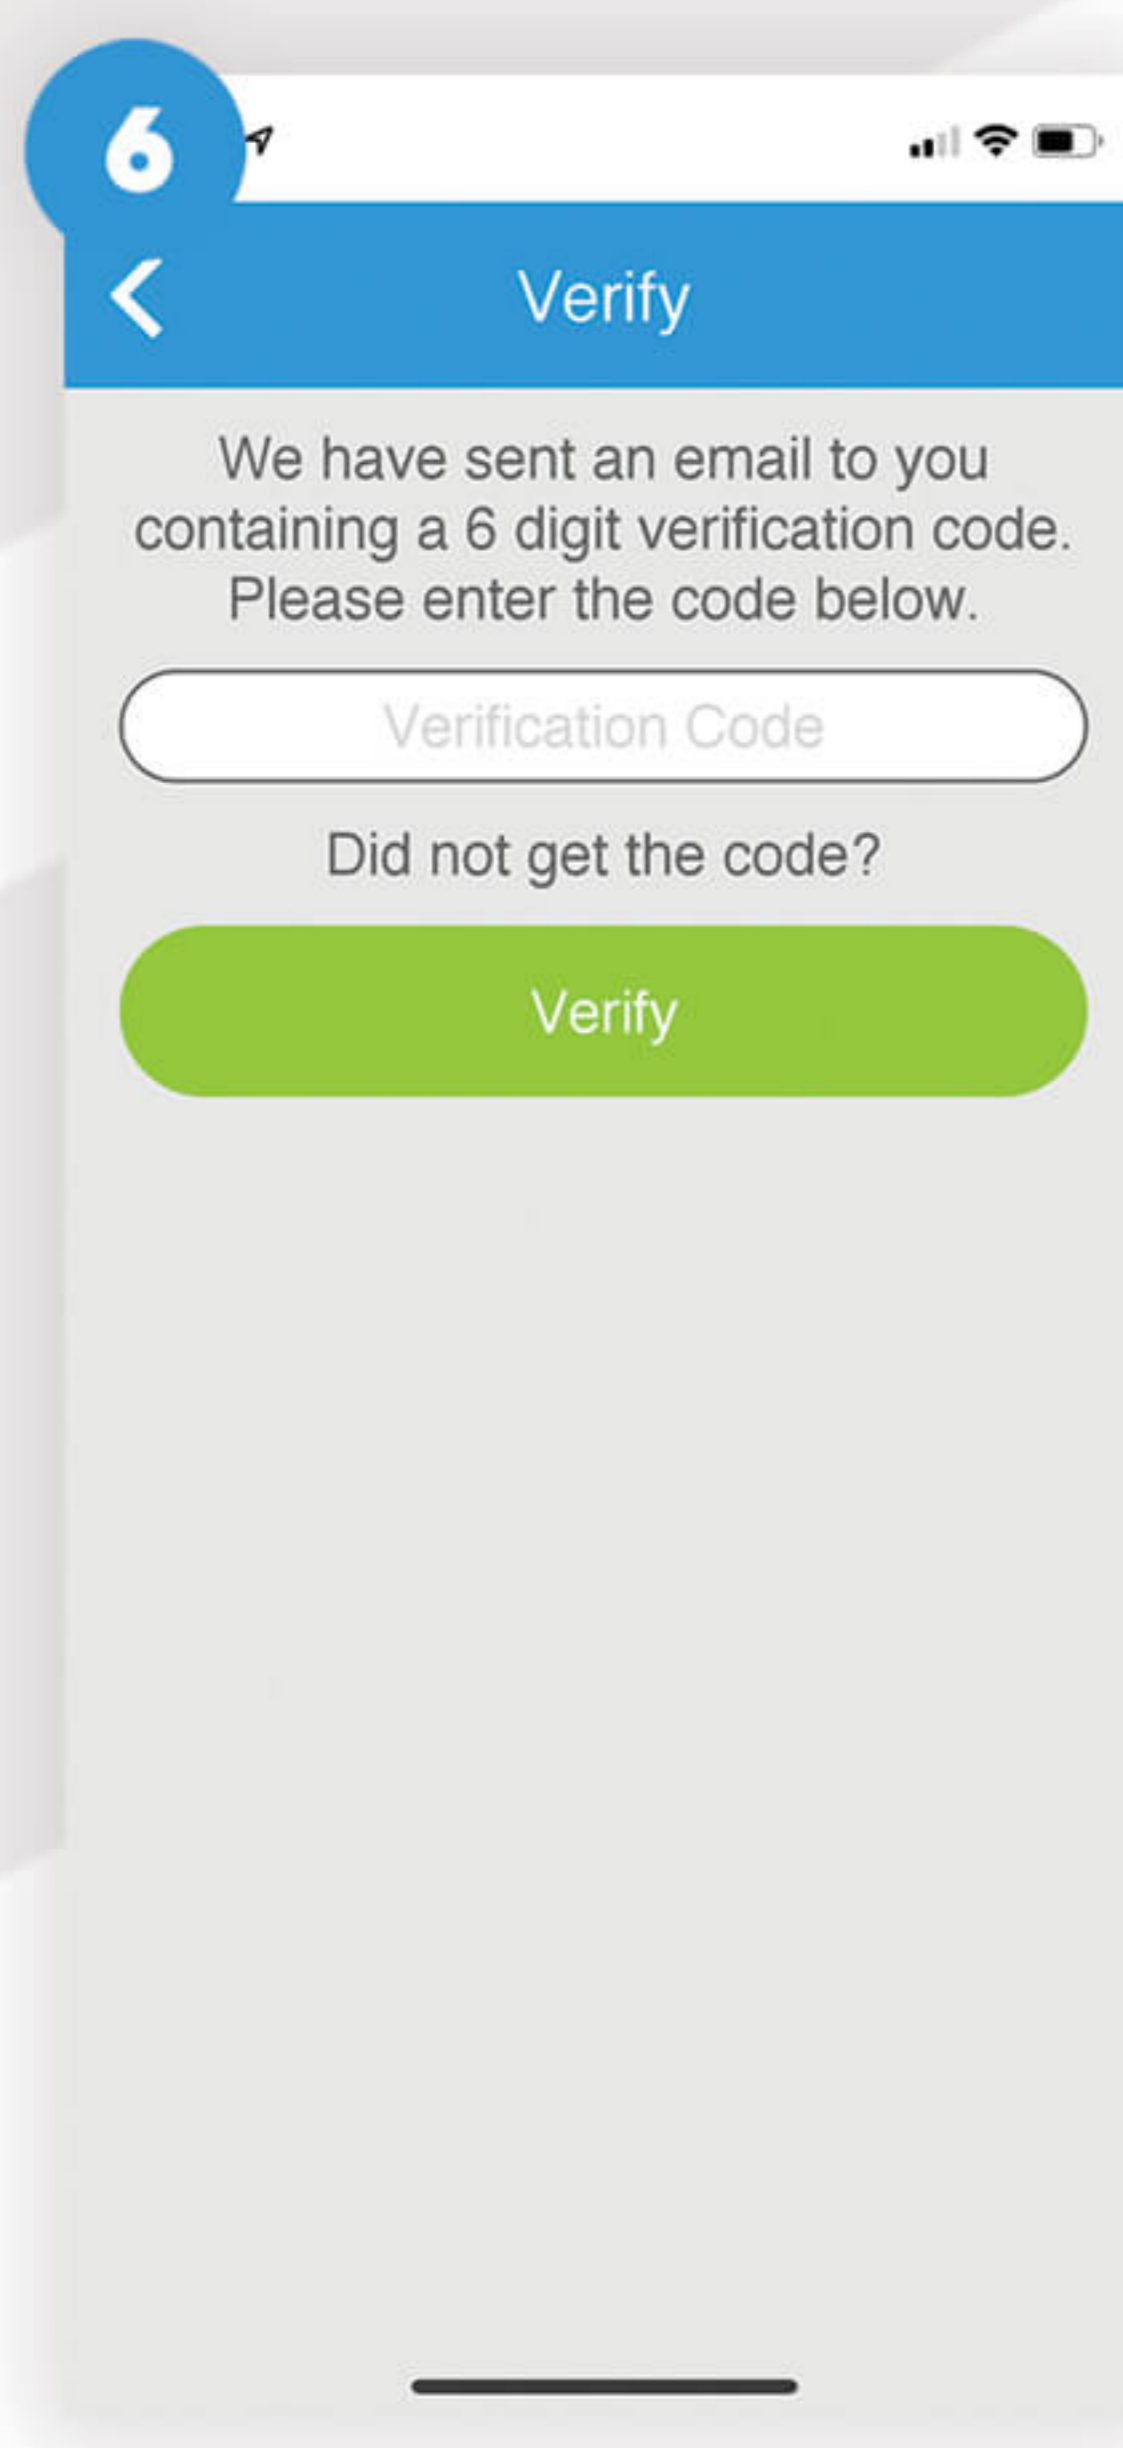 6
Verify
We have sent an email to you
containing a 6 digit verification code.
Please enter the code below.
Verification Code
Did not get the code?
Verify